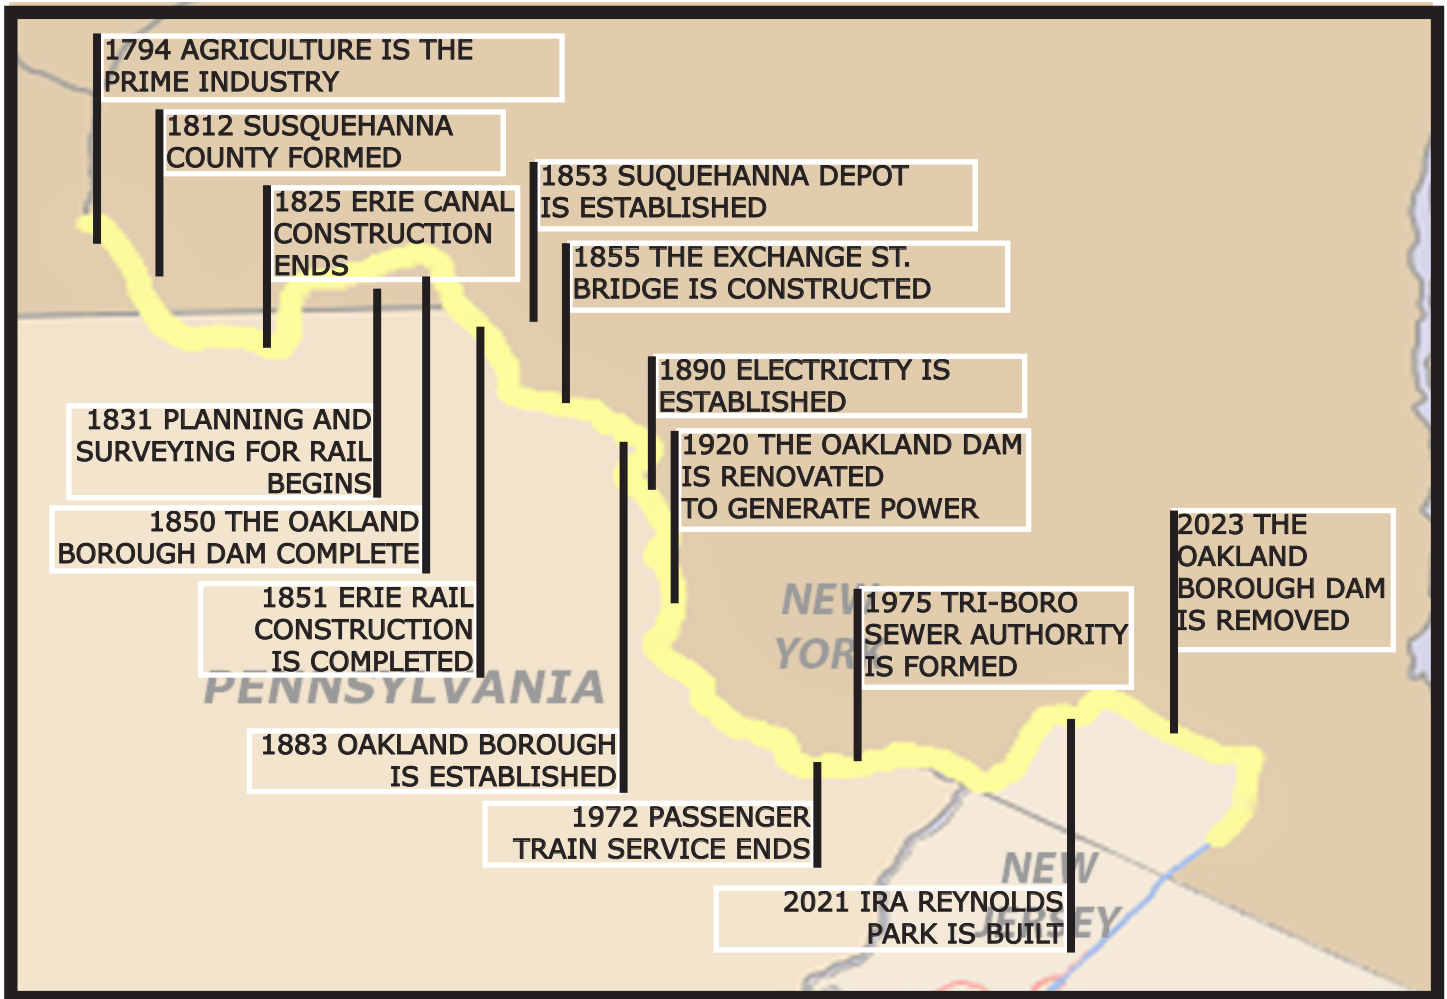 1794 AGRICULTURE IS THE
PRIME INDUSTRY
1812 SUSQUEHANNA
COUNTY FORMED
1825 ERIE CANAL
CONSTRUCTION
ENDS
1853 SUQUEHANNA DEPOT
IS ESTABLISHED
1855 THE EXCHANGE ST.
BRIDGE IS CONSTRUCTED
1831 PLANNING AND
SURVEYING FOR RAIL
BEGINS
1850 THE OAKLAND
BOROUGH DAM COMPLETE
1851 ERIE RAIL
CONSTRUCTION
IS COMPLETED
PENNSYLVANIA
1890 ELECTRICITY IS
ESTABLISHED
1920 THE OAKLAND DAM
IS RENOVATED
TO GENERATE POWER
NEW
YORK
1883 OAKLAND BOROUGH
IS ESTABLISHED
1972 PASSENGER
TRAIN SERVICE ENDS
1975 TRI-BORO
SEWER AUTHORITY
IS FORMED
2023 THE
OAKLAND
BOROUGH DAM
IS REMOVED
NEW
JERSEY
2021 IRA REYNOLDS
PARK IS BUILT